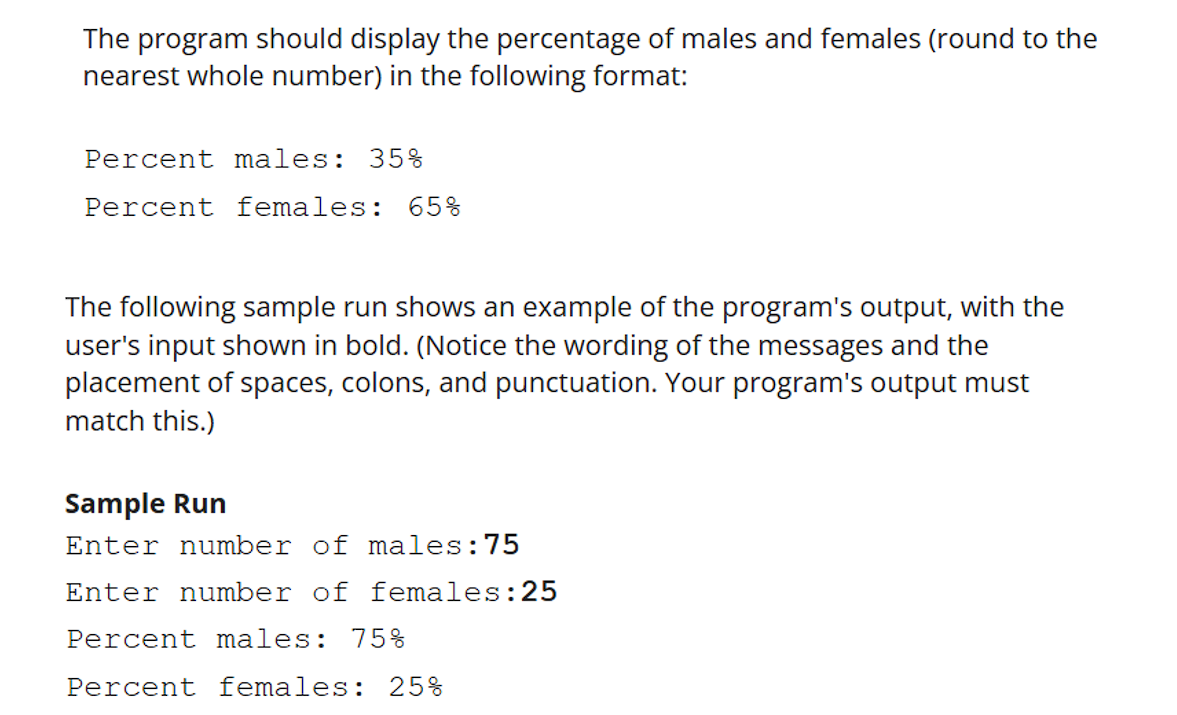 The program should display the percentage of males and females (round to the
nearest whole number) in the following format:
Percent males: 35%
Percent females: 65%
The following sample run shows an example of the program's output, with the
user's input shown in bold. (Notice the wording of the messages and the
placement of spaces, colons, and punctuation. Your program's output must
match this.)
Sample Run
Enter number of males:75
Enter number of females:25
Percent males: 75%
Percent females: 25%